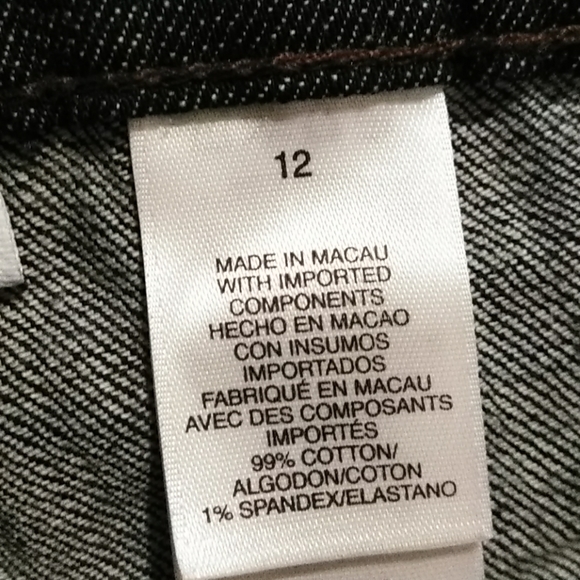 12
MADE IN MACAU
WITH IMPORTED
COMPONENTS
HECHO EN MACAO
CON INSUMOS
IMPORTADOS
FABRIQUÉ EN MACAU
AVEC DES COMPOSANTS
IMPORTÉS
99% COTTON/
ALGODON/COTON
1% SPANDEX/ELASTANO